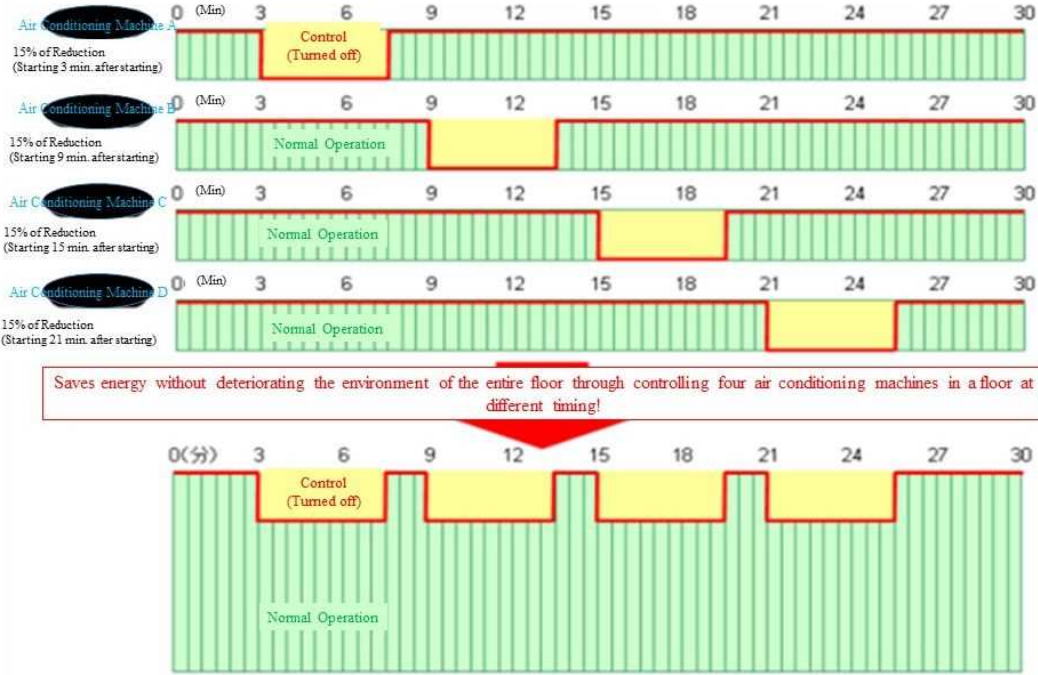 (Min) 3 6 9 12 15 18 21 24 27 30
Air Conditioning Machine A 0
15% of Reduction
(Starting 3 min. after starting)
Control
(Turned off)
0 (Min) 3 6 9 12 15 18 21 24 27 30
Air Conditioning Machine B
15% of Reduction
(Starting 9 min. after starting)
Normal Operation
0 (Min) 3 6 9 12 15 18 21 24 27 30
Air Conditioning Machine C
15% of Reduction
(Starting 15 min. after starting)
Normal Operation
0 (Min) 3 6 9 12 15 18 21 24 27 30
Air Conditioning Machine D
15% of Reduction
(Starting 21 min. after starting)
Normal Operation
Saves energy without deteriorating the environment of the entire floor through controlling four air conditioning machines in a floor at
different timing!
0(分) 3 6 9 12 15 18 21 24 27 30
Control
(Turned off)
Normal Operation